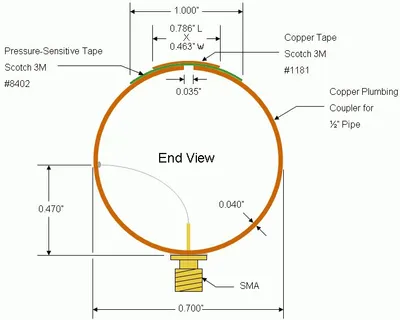 1.000"
0.786" L
X
0.463" W
Pressure-Sensitive Tape
Scotch 3M
#8402
Copper Tape
Scotch 3M
#1181
0.035"
Copper Plumbing
Coupler for
½" Pipe
End View
0.470"
0.040"
SMA
0.700"